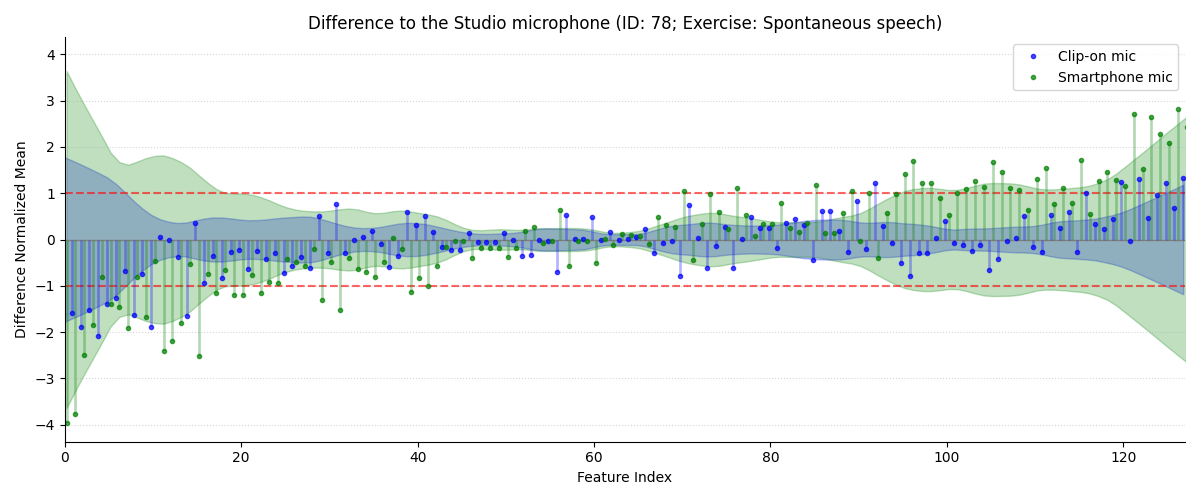 Difference to the Studio microphone (ID: 78; Exercise: Spontaneous speech)
Clip-on mic
Smartphone mic
Difference Normalized Mean
4
3
2
1
0
−1
−2
−3
−4
0 20 40 60 80 100 120
Feature Index